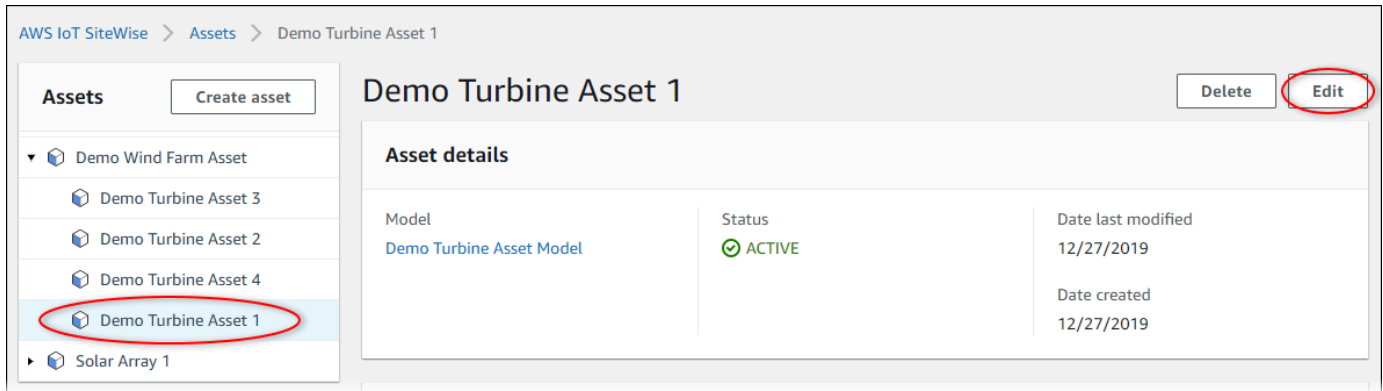 AWS IoT SiteWise > Assets > Demo Turbine Asset 1
Assets
Create asset
Demo Wind Farm Asset
Demo Turbine Asset 3
Demo Turbine Asset 2
Demo Turbine Asset 4
Demo Turbine Asset 1
Solar Array 1
Demo Turbine Asset 1
Delete
Edit
Asset details
Model
Demo Turbine Asset Model
Status
ACTIVE
Date last modified
12/27/2019
Date created
12/27/2019